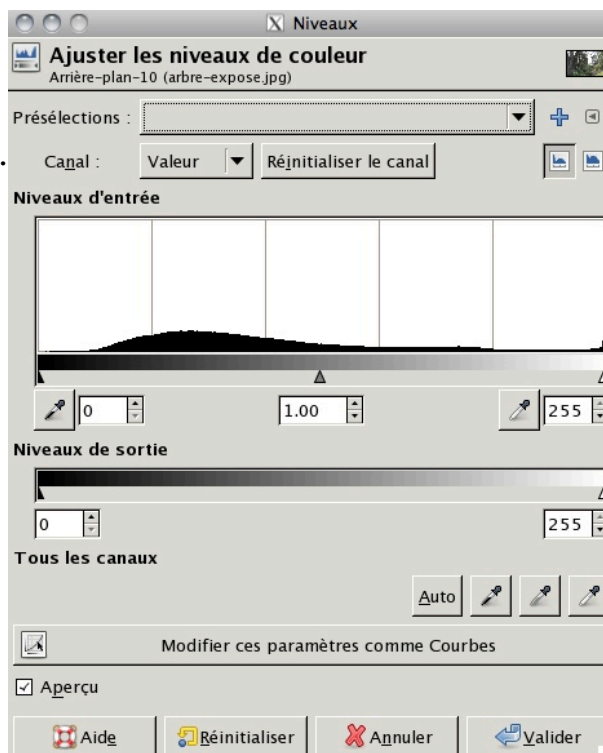 Niveaux
Ajuster les niveaux de couleur
Arrière-plan-10 (arbre-expose.jpg)
Présélections :
Canal : Valeur Réinitialiser le canal
Niveaux d'entrée
0 1.00 255
Niveaux de sortie
0 255
Tous les canaux
Auto
Modifier ces paramètres comme Courbes
Aperçu
Aide Réinitialiser Annuler Valider